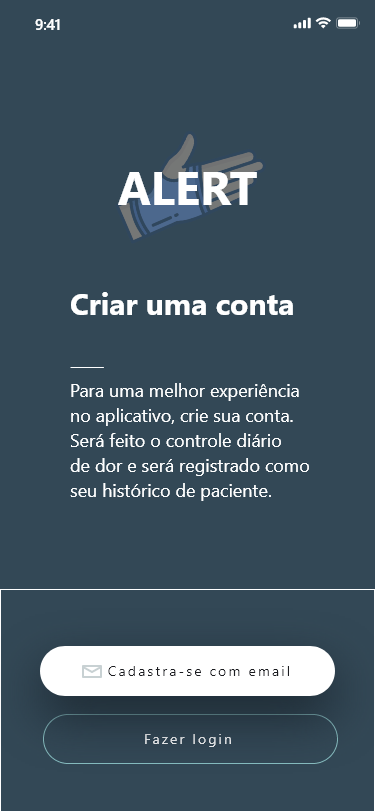 9:41
ALERT
Criar uma conta
Para uma melhor experiência
no aplicativo, crie sua conta.
Será feito o controle diário
de dor e será registrado como
seu histórico de paciente.
Cadastra-se com email
Fazer login